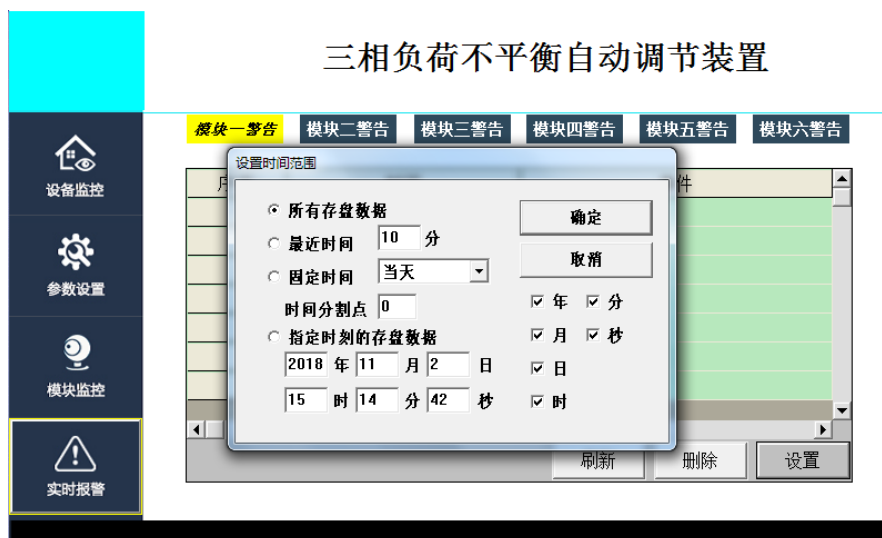 三相负荷不平衡自动调节装置
模块一警告 模块二警告 模块三警告 模块四警告 模块五警告 模块六警告
设备监控
参数设置
模块监控
实时报警
设置时间范围
件
所有存盘数据
最近时间 10 分
固定时间 当天
时间分割点 0
指定时刻的存盘数据
2018 年 11 月 2 日
15 时 14 分 42 秒
确定
取消
年 分
月 秒
日
时
刷新 删除 设置